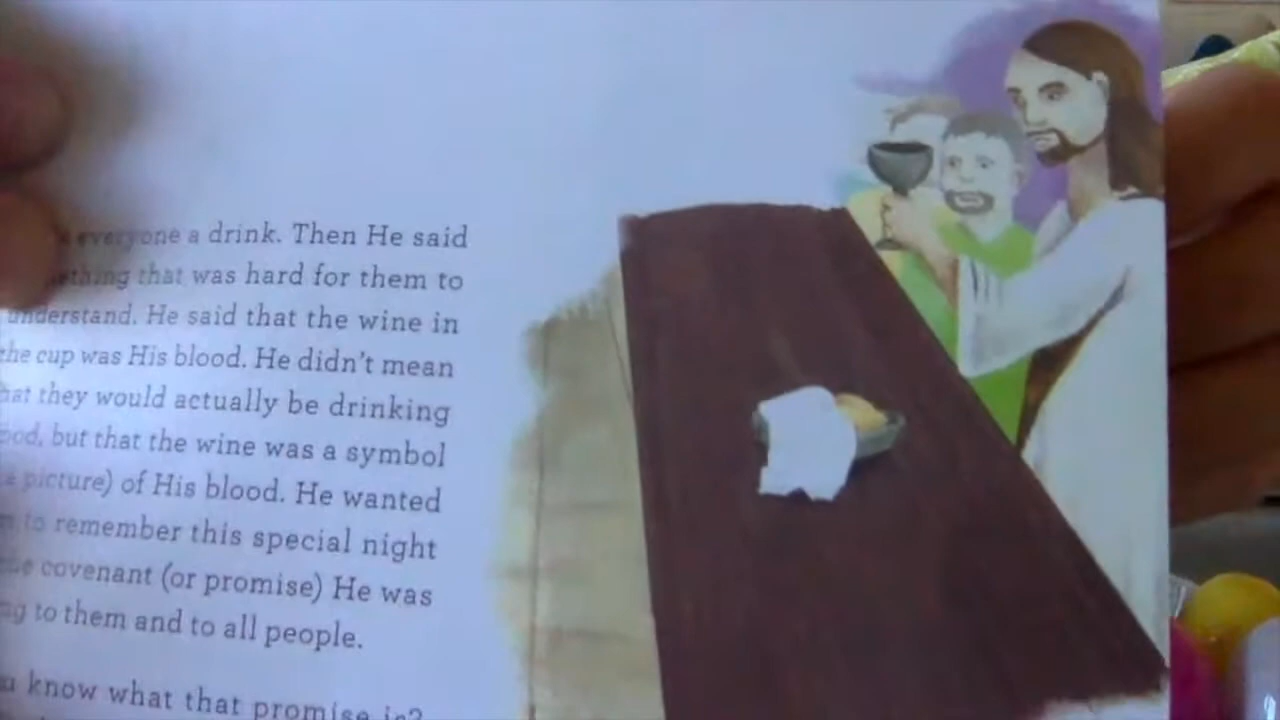 everyone a drink. Then He said
that was hard for them to
understand. He said that the wine in
the cup was His blood. He didn't mean
that they would actually be drinking
but that the wine was a symbol
picture) of His blood. He wanted
to remember this special night
covenant (or promise) He was
to them and to all people.
know what that promise is?